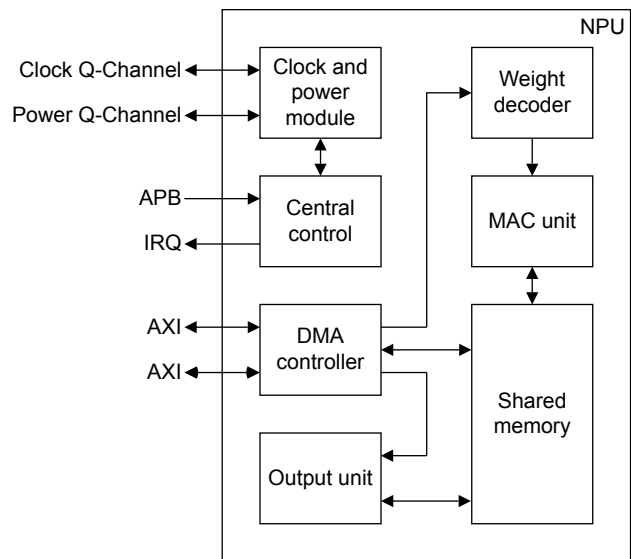 NPU
Clock Q-Channel
Power Q-Channel
Clock and
power
module
Weight
decoder
APB
IRQ
Central
control
MAC unit
AXI
AXI
DMA
controller
Shared
memory
Output unit